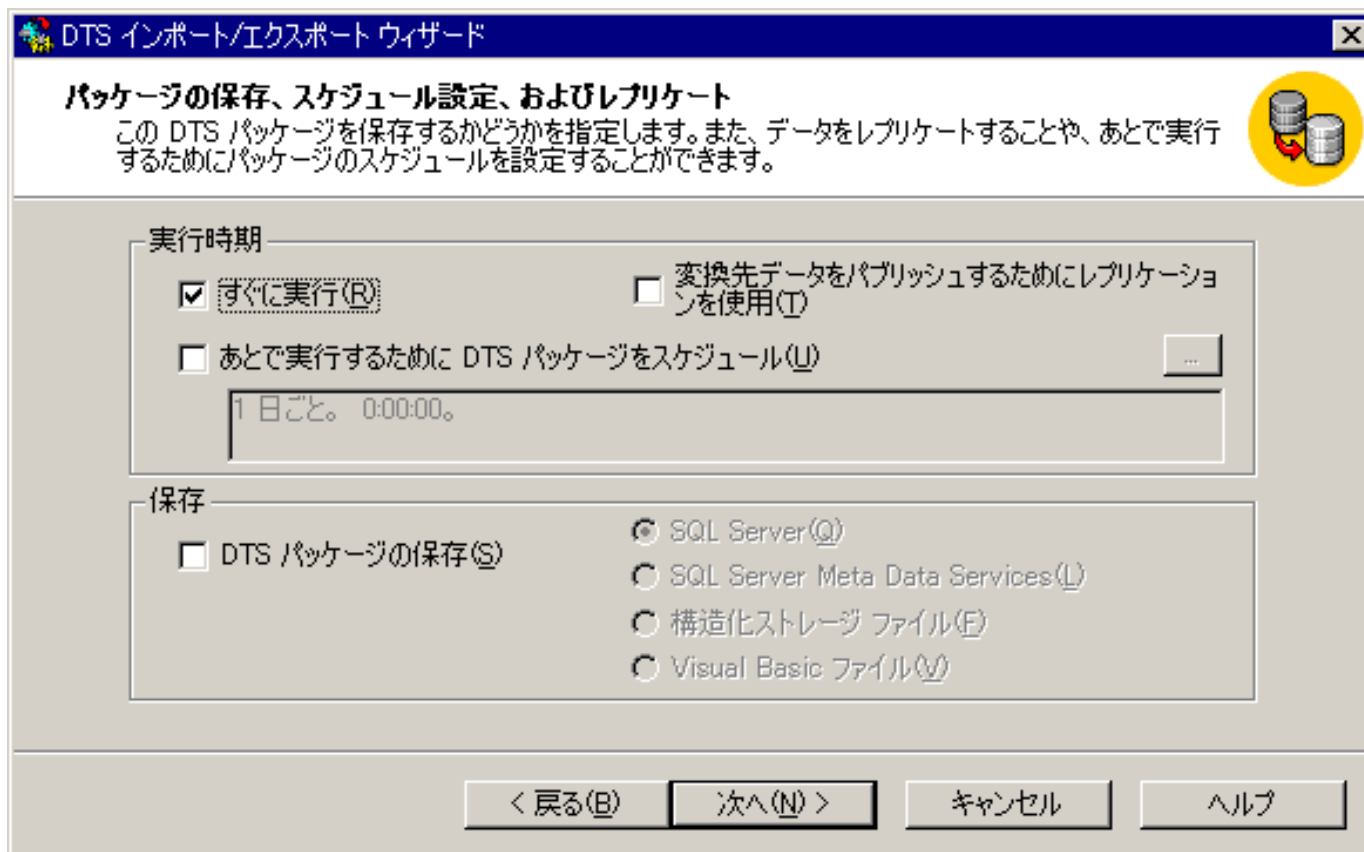 DTS インポート/エクスポート ウィザード
パッケージの保存、スケジュール設定、およびレプリケート
この DTS パッケージを保存するかどうかを指定します。また、データをレプリケートすることや、あとで実行
するためにパッケージのスケジュールを設定することができます。
実行時期
すぐに実行(R)
変換先データをパブリッシュするためにレプリケーショ
ンを使用(T)
あとで実行するために DTS パッケージをスケジュール(U)
...
1 日ごと。 0:00:00。
保存
DTS パッケージの保存(S)
SQL Server(Q)
SQL Server Meta Data Services(L)
構造化ストレージ ファイル(F)
Visual Basic ファイル(V)
< 戻る(B)
次へ(N) >
キャンセル
ヘルプ